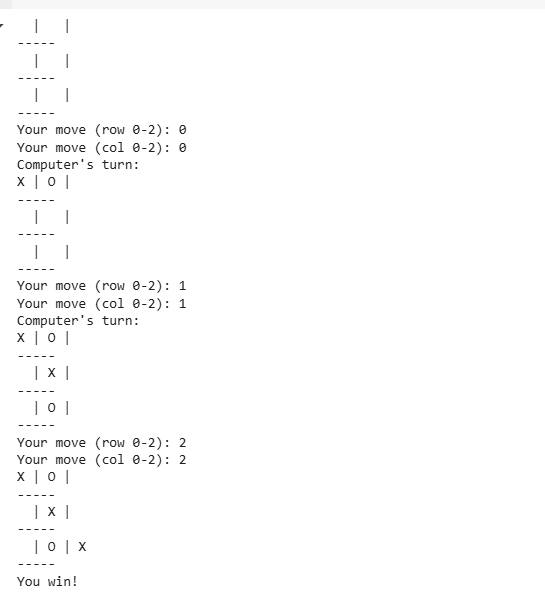 |   |
-----
  |   |
-----
  |   |
-----
Your move (row 0-2): 0
Your move (col 0-2): 0
Computer's turn:
X | O |
-----
  |   |
-----
  |   |
-----
Your move (row 0-2): 1
Your move (col 0-2): 1
Computer's turn:
X | O |
-----
  | X |
-----
  | O |
-----
Your move (row 0-2): 2
Your move (col 0-2): 2
X | O |
-----
  | X |
-----
  | O | X
-----
You win!